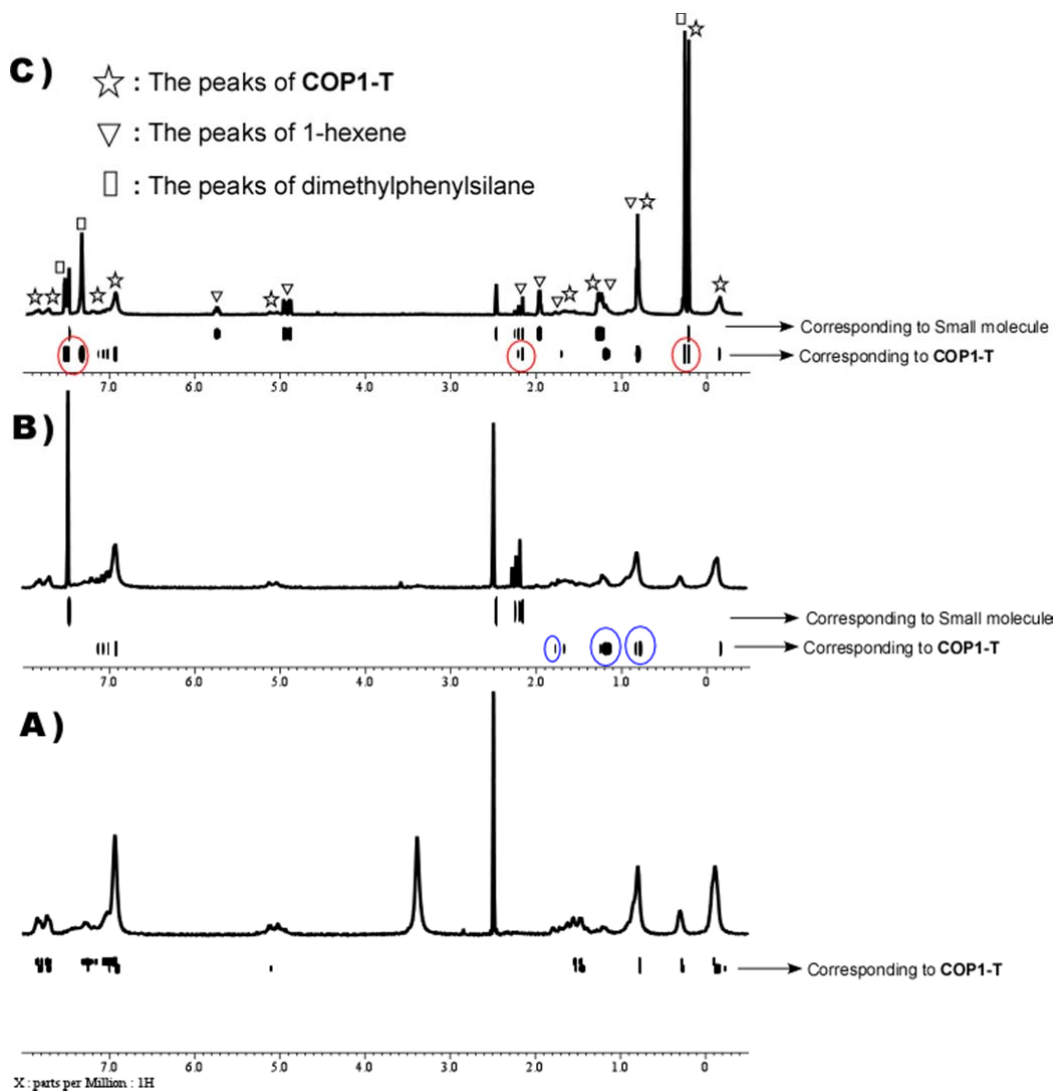 C)
☆ : The peaks of COP1-T
▽ : The peaks of 1-hexene
▯ : The peaks of dimethylphenylsilane
Corresponding to Small molecule
Corresponding to COP1-T
7.0 6.0 5.0 4.0 3.0 2.0 1.0 0
B)
Corresponding to Small molecule
Corresponding to COP1-T
7.0 6.0 5.0 4.0 3.0 2.0 1.0 0
A)
Corresponding to COP1-T
7.0 6.0 5.0 4.0 3.0 2.0 1.0 0
X : parts per Million : 1H